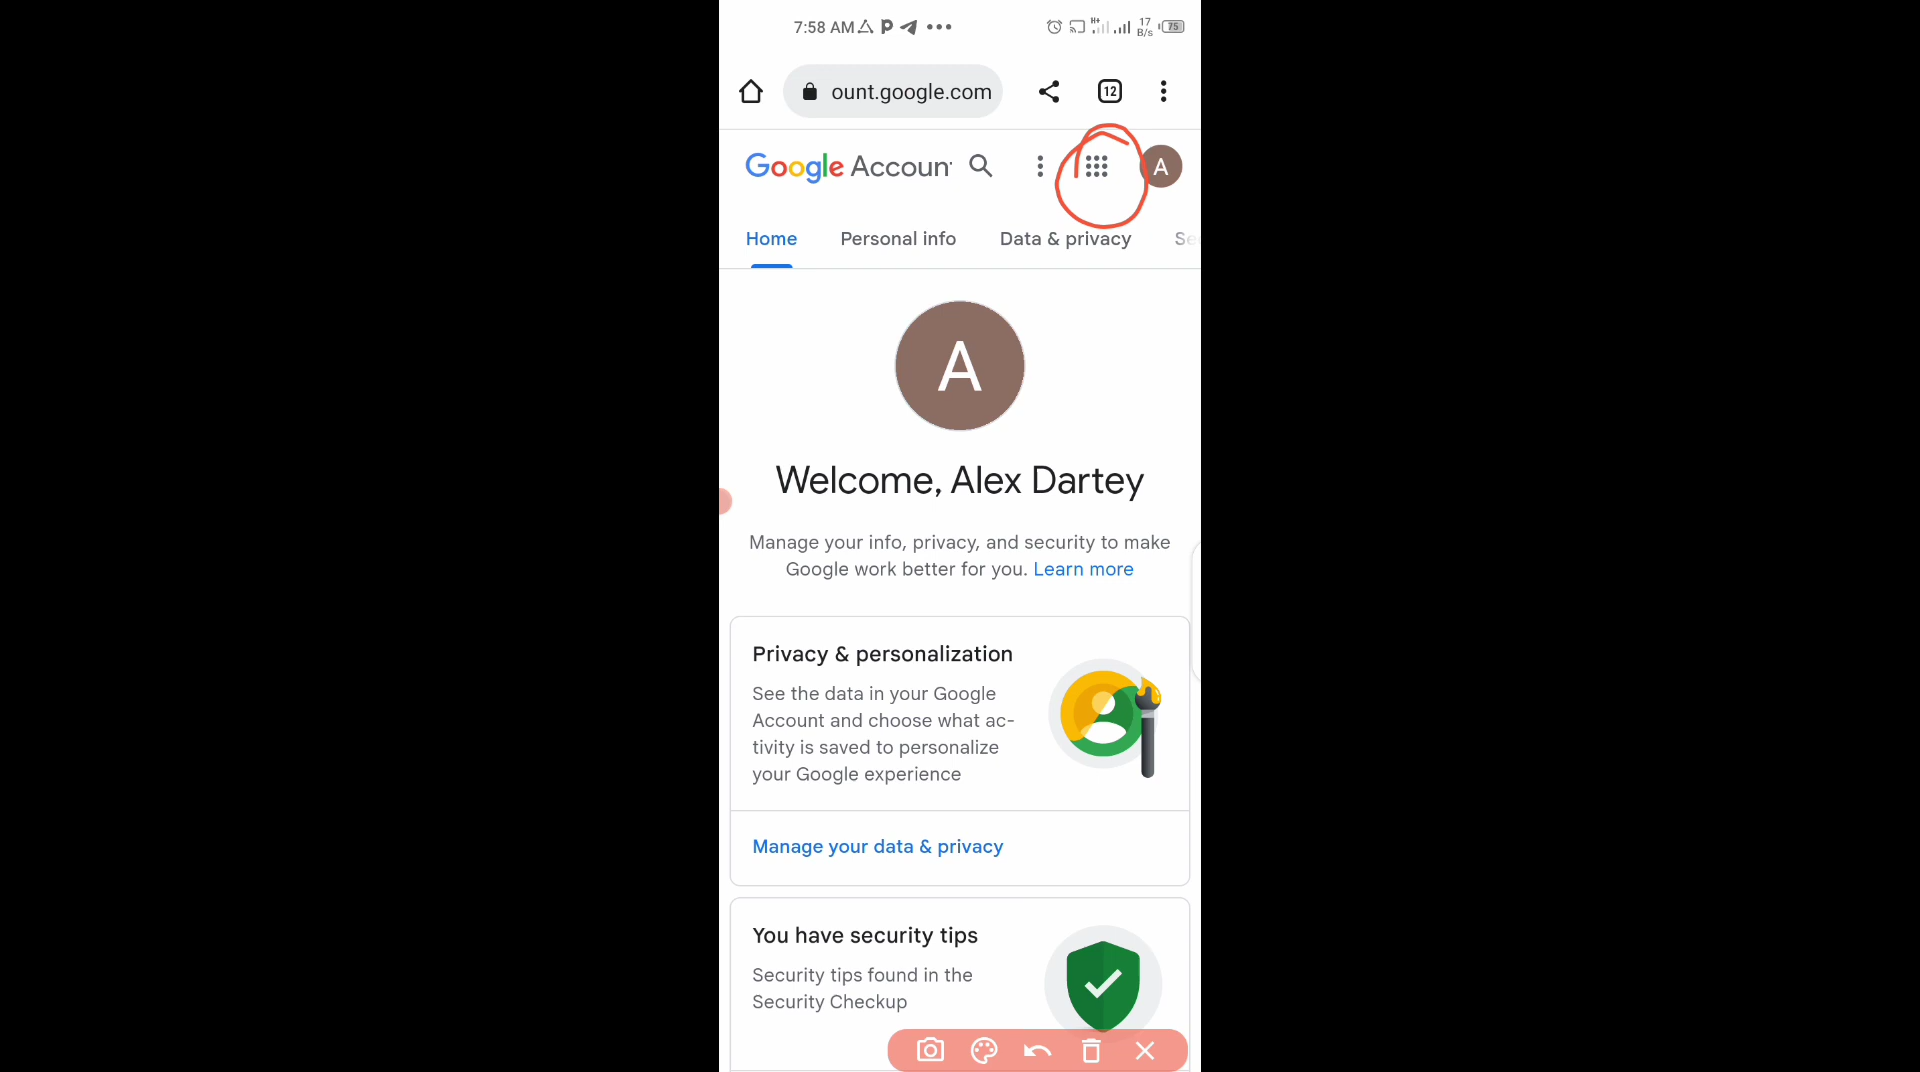 7:58 AM
17
B/s
75
ount.google.com
12
Google Accoun
A
Home Personal info Data & privacy Se
A
Welcome, Alex Dartey
Manage your info, privacy, and security to make
Google work better for you. Learn more
Privacy & personalization
See the data in your Google
Account and choose what ac-
tivity is saved to personalize
your Google experience
Manage your data & privacy
You have security tips
Security tips found in the
Security Checkup